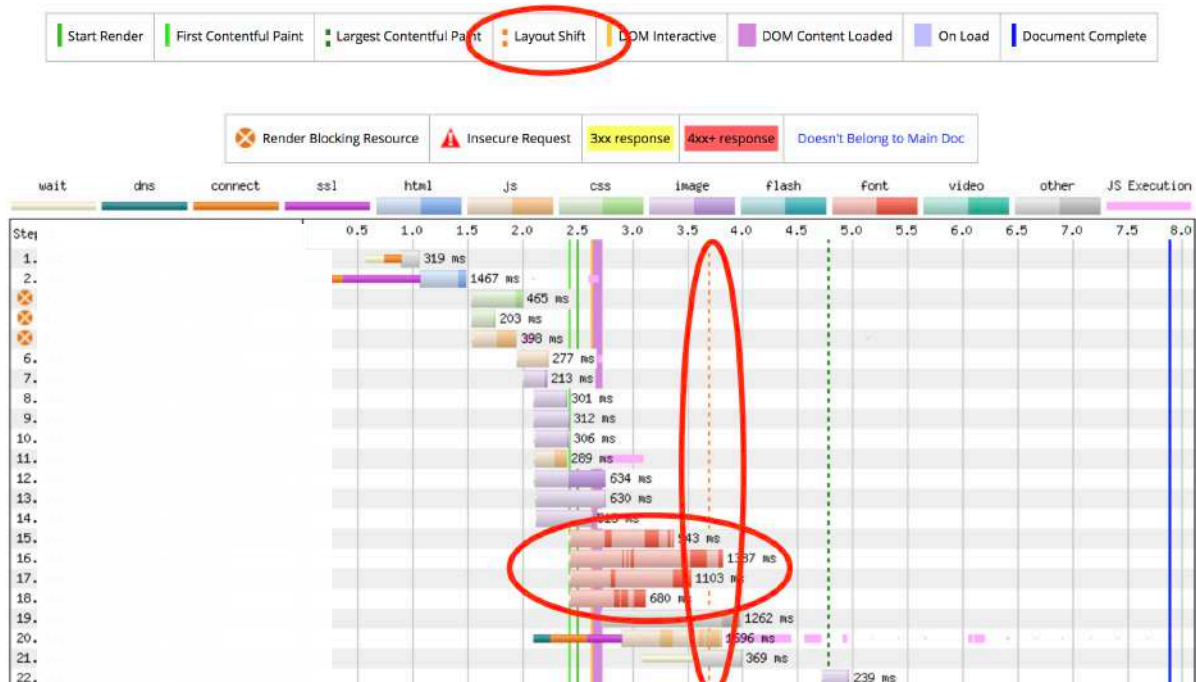 Start Render First Contentful Paint Largest Contentful Paint Layout Shift DOM Interactive DOM Content Loaded On Load Document Complete
Render Blocking Resource Insecure Request 3xx response 4xx+ response Doesn't Belong to Main Doc
wait dns connect ssl html js css image flash font video other JS Execution
Step 0.5 1.0 1.5 2.0 2.5 3.0 3.5 4.0 4.5 5.0 5.5 6.0 6.5 7.0 7.5 8.0
1. 319 ms
2. 1467 ms
465 ms
203 ms
398 ms
6. 277 ms
7. 213 ms
8. 301 ms
9. 312 ms
10. 306 ms
11. 289 ms
12. 634 ms
13. 630 ms
14. ms
15. 943 ms
16. 1387 ms
17. 1103 ms
18. 680 ms
19. 1262 ms
20. 1696 ms
21. 369 ms
22. 239 ms